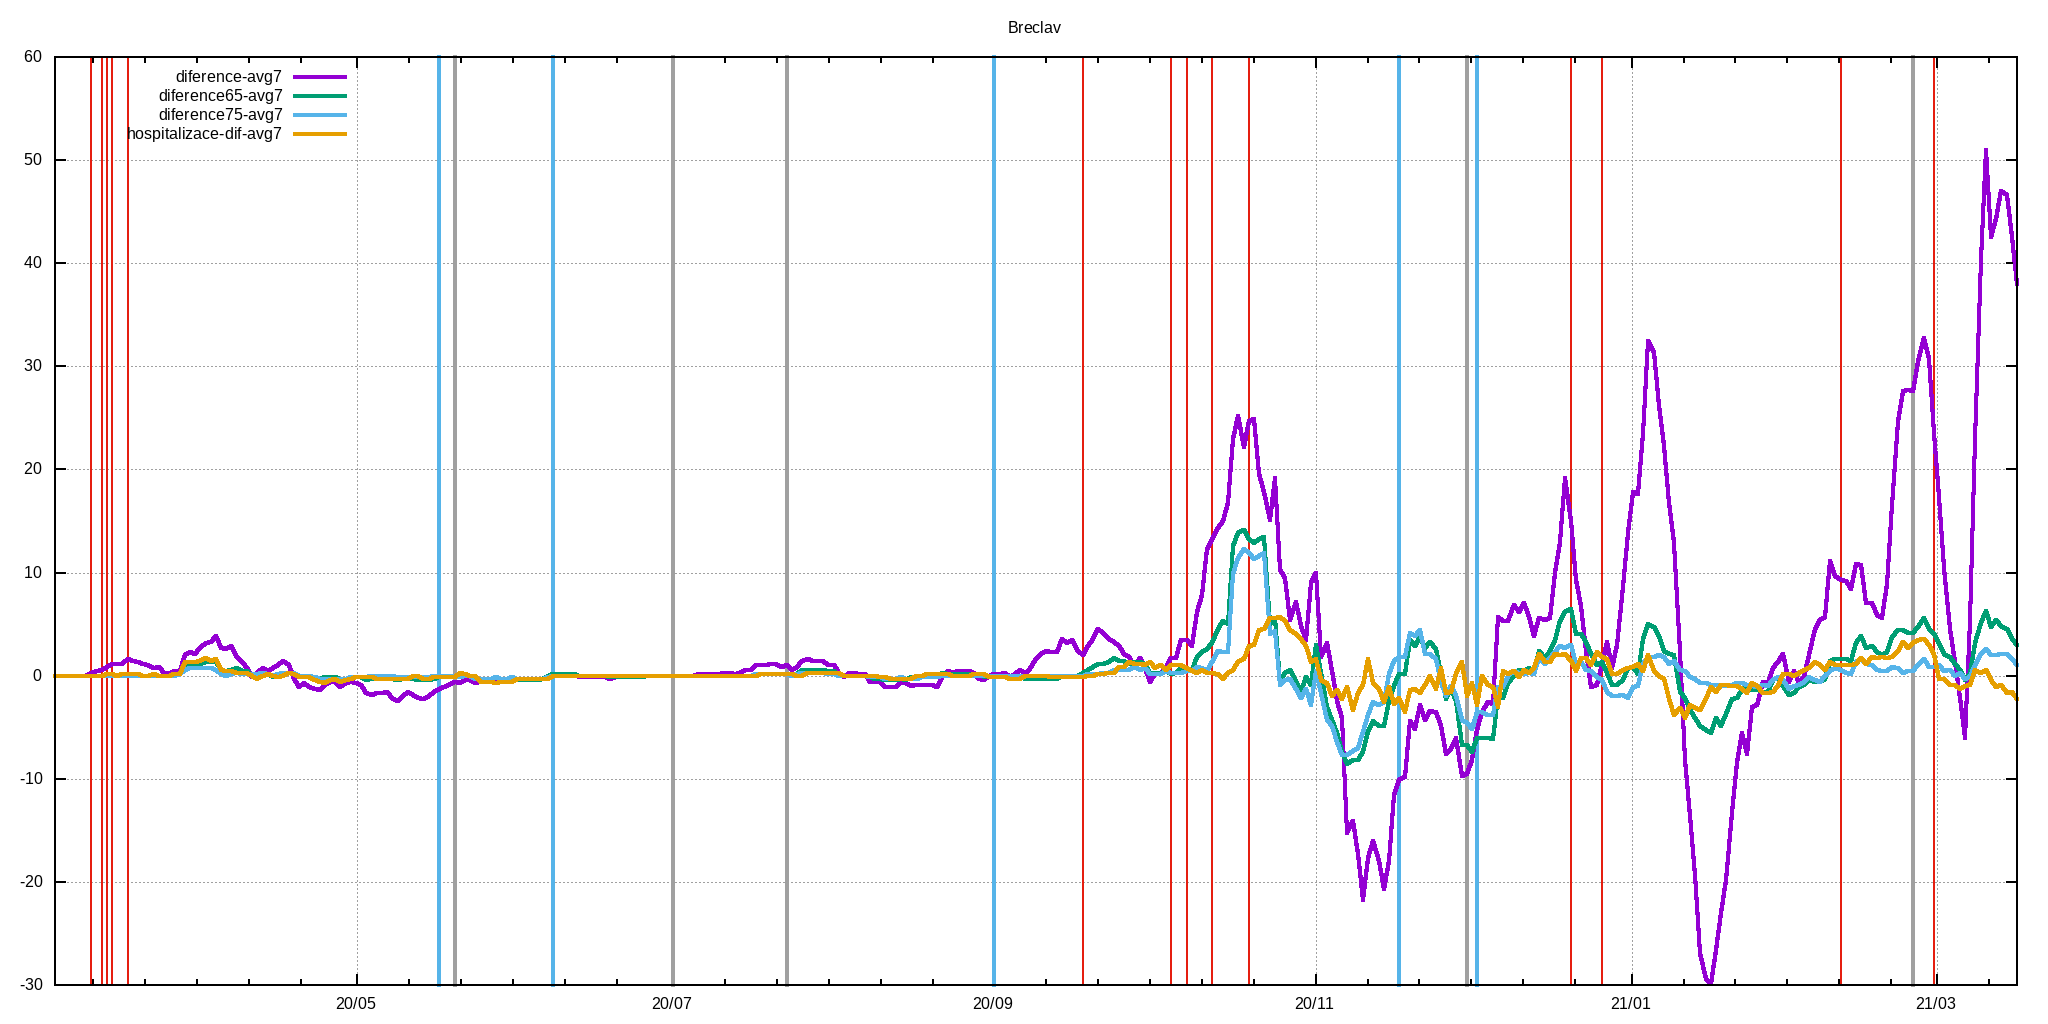 Breclav
diference-avg7
diference65-avg7
diference75-avg7
hospitalizace-dif-avg7
60
50
40
30
20
10
0
-10
-20
-30
20/05 20/07 20/09 20/11 21/01 21/03